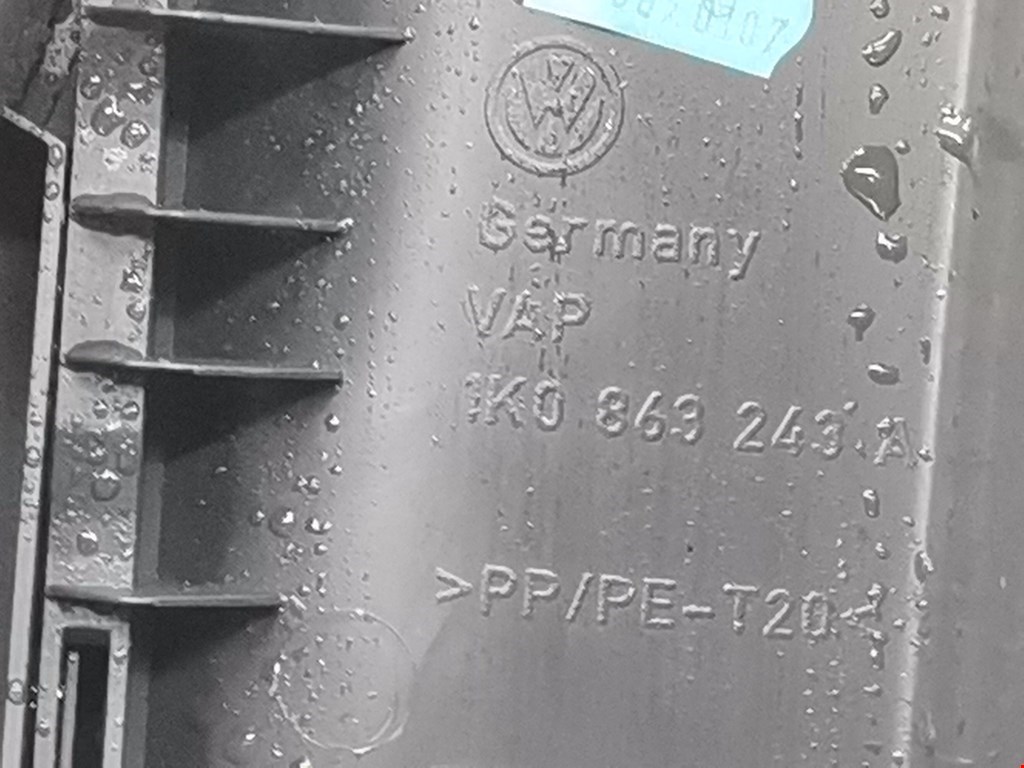 Germany
VAP
1K0 863 243 A
>PP/PE-T20<